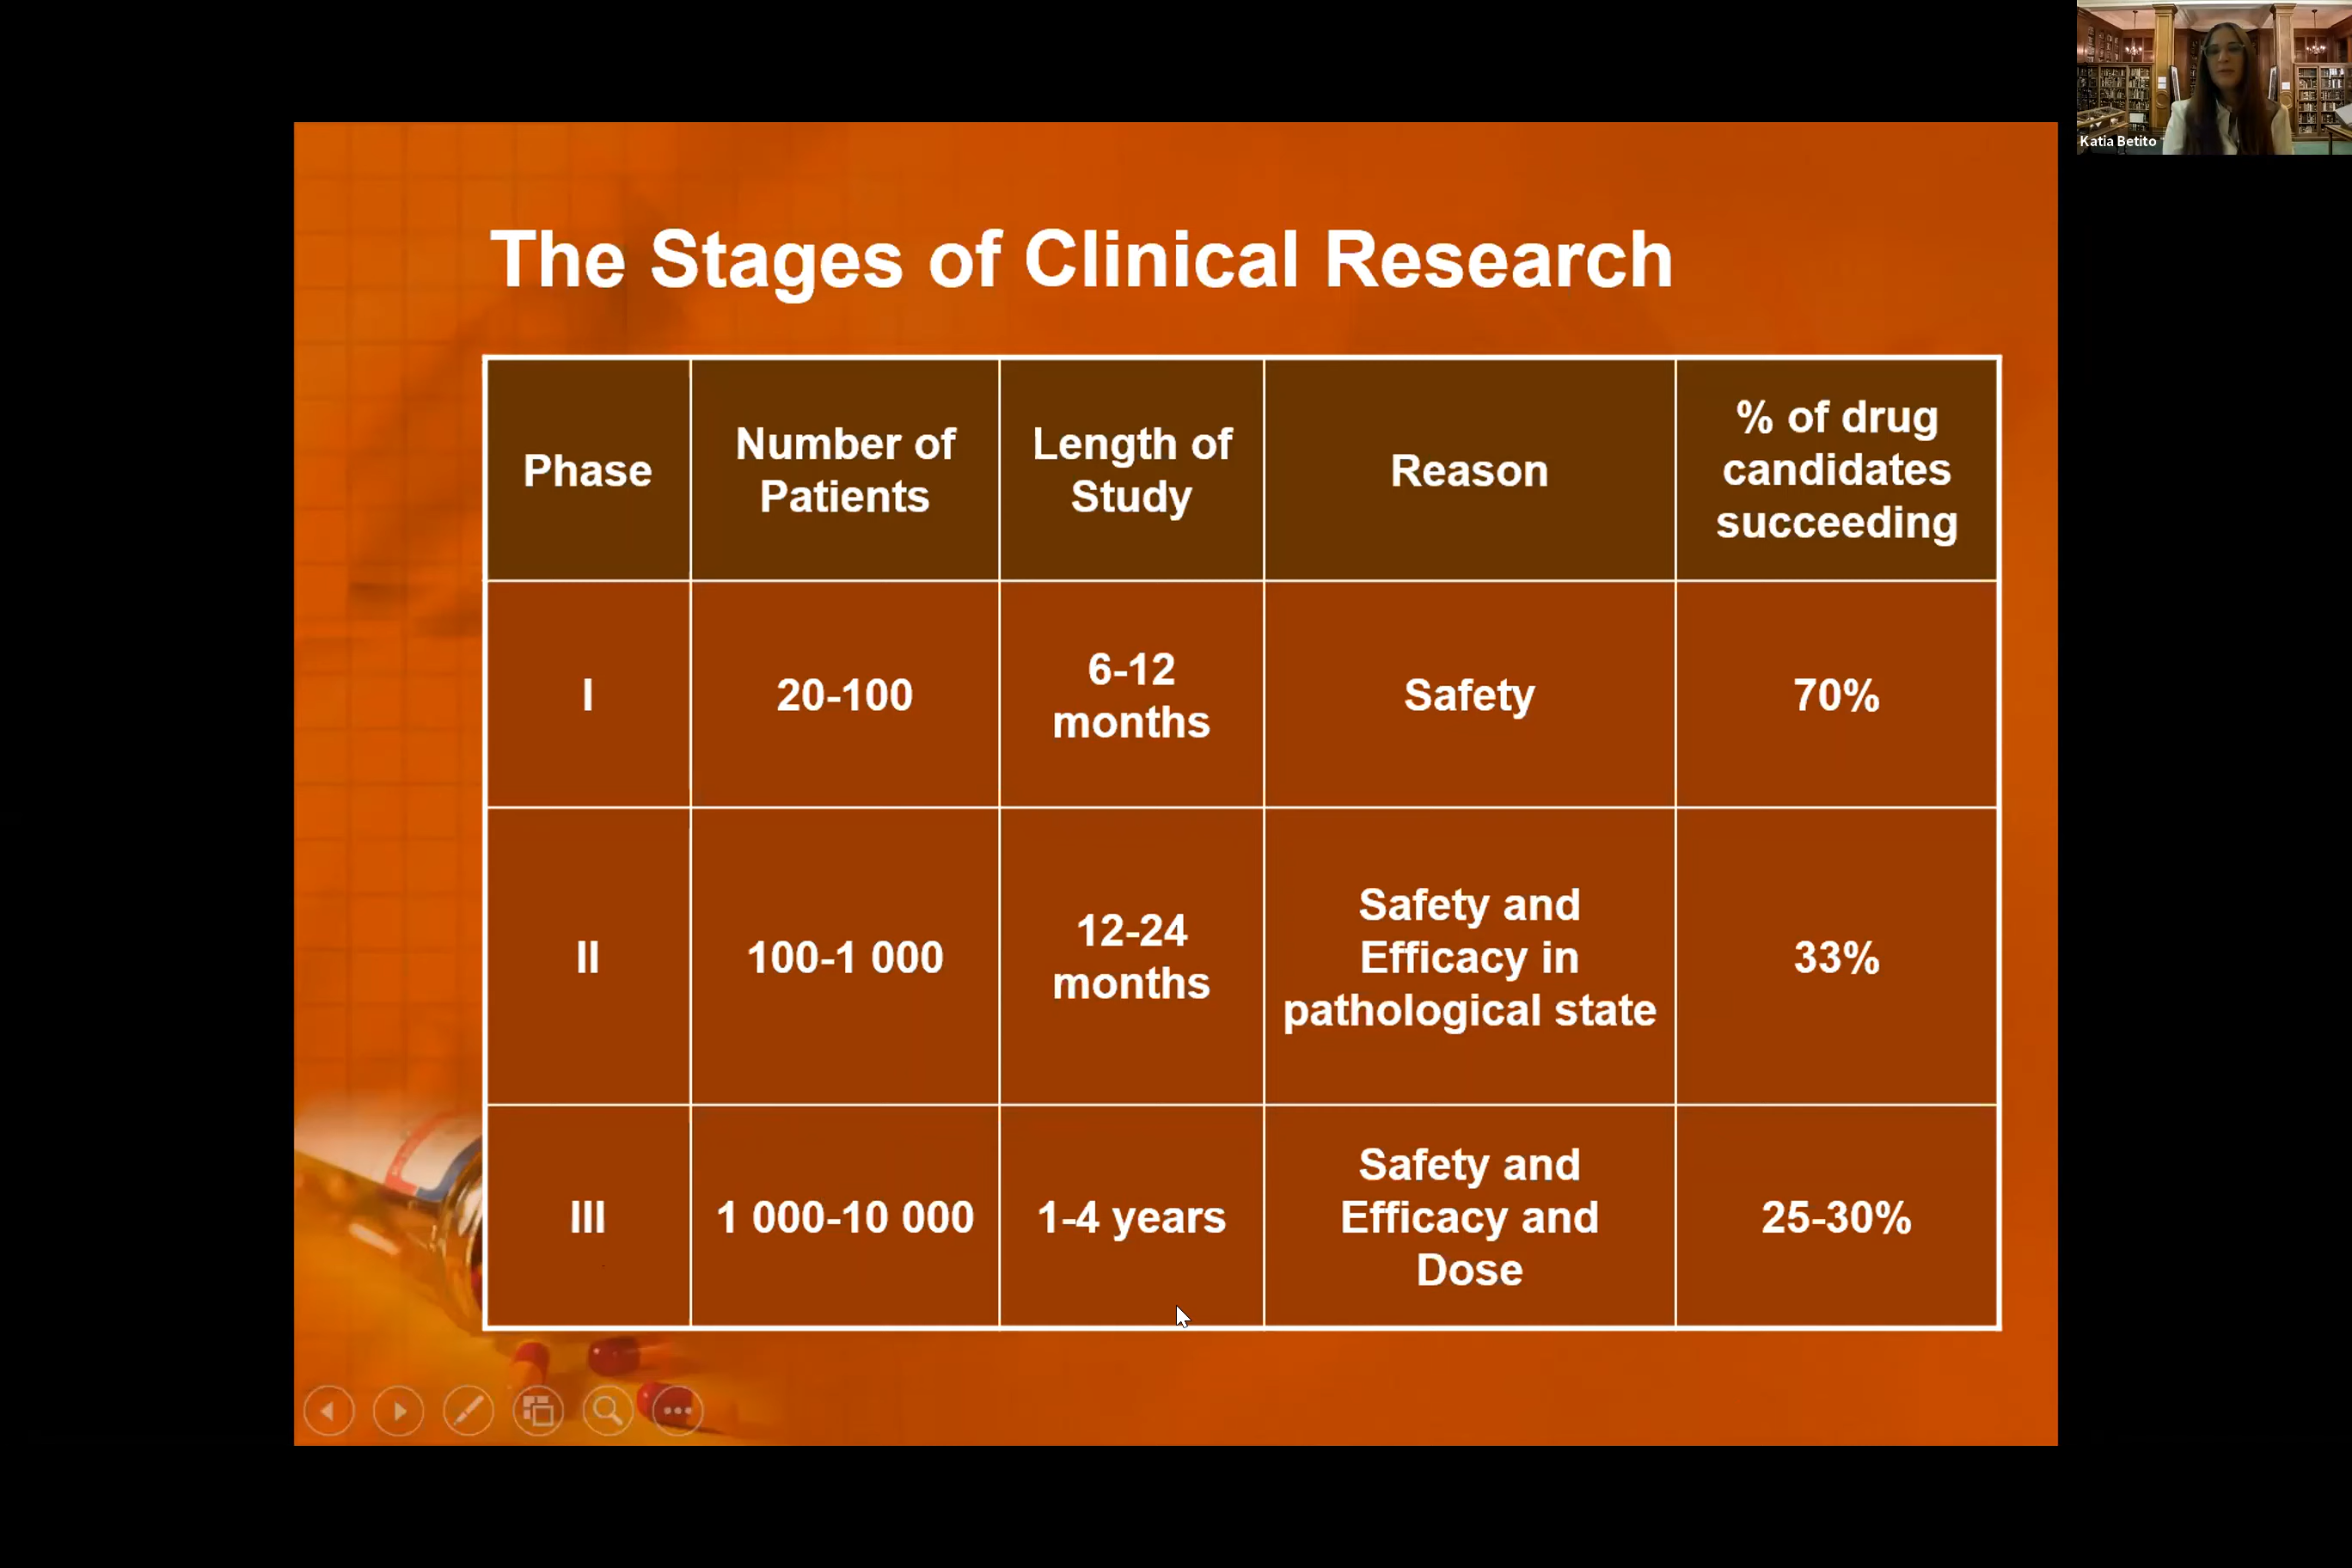 Katia Betito
The Stages of Clinical Research
Phase
Number of
Patients
Length of
Study
Reason
% of drug
candidates
succeeding
I
20-100
6-12
months
Safety
70%
II
100-1 000
12-24
months
Safety and
Efficacy in
pathological state
33%
III
1 000-10 000
1-4 years
Safety and
Efficacy and
Dose
25-30%